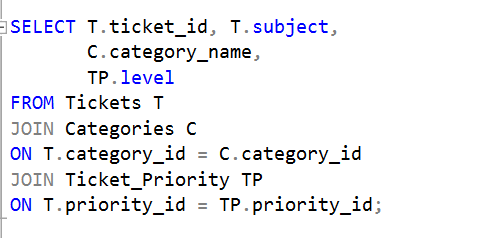 SELECT T.ticket_id, T.subject,
C.category_name,
TP.level
FROM Tickets T
JOIN Categories C
ON T.category_id = C.category_id
JOIN Ticket_Priority TP
ON T.priority_id = TP.priority_id;